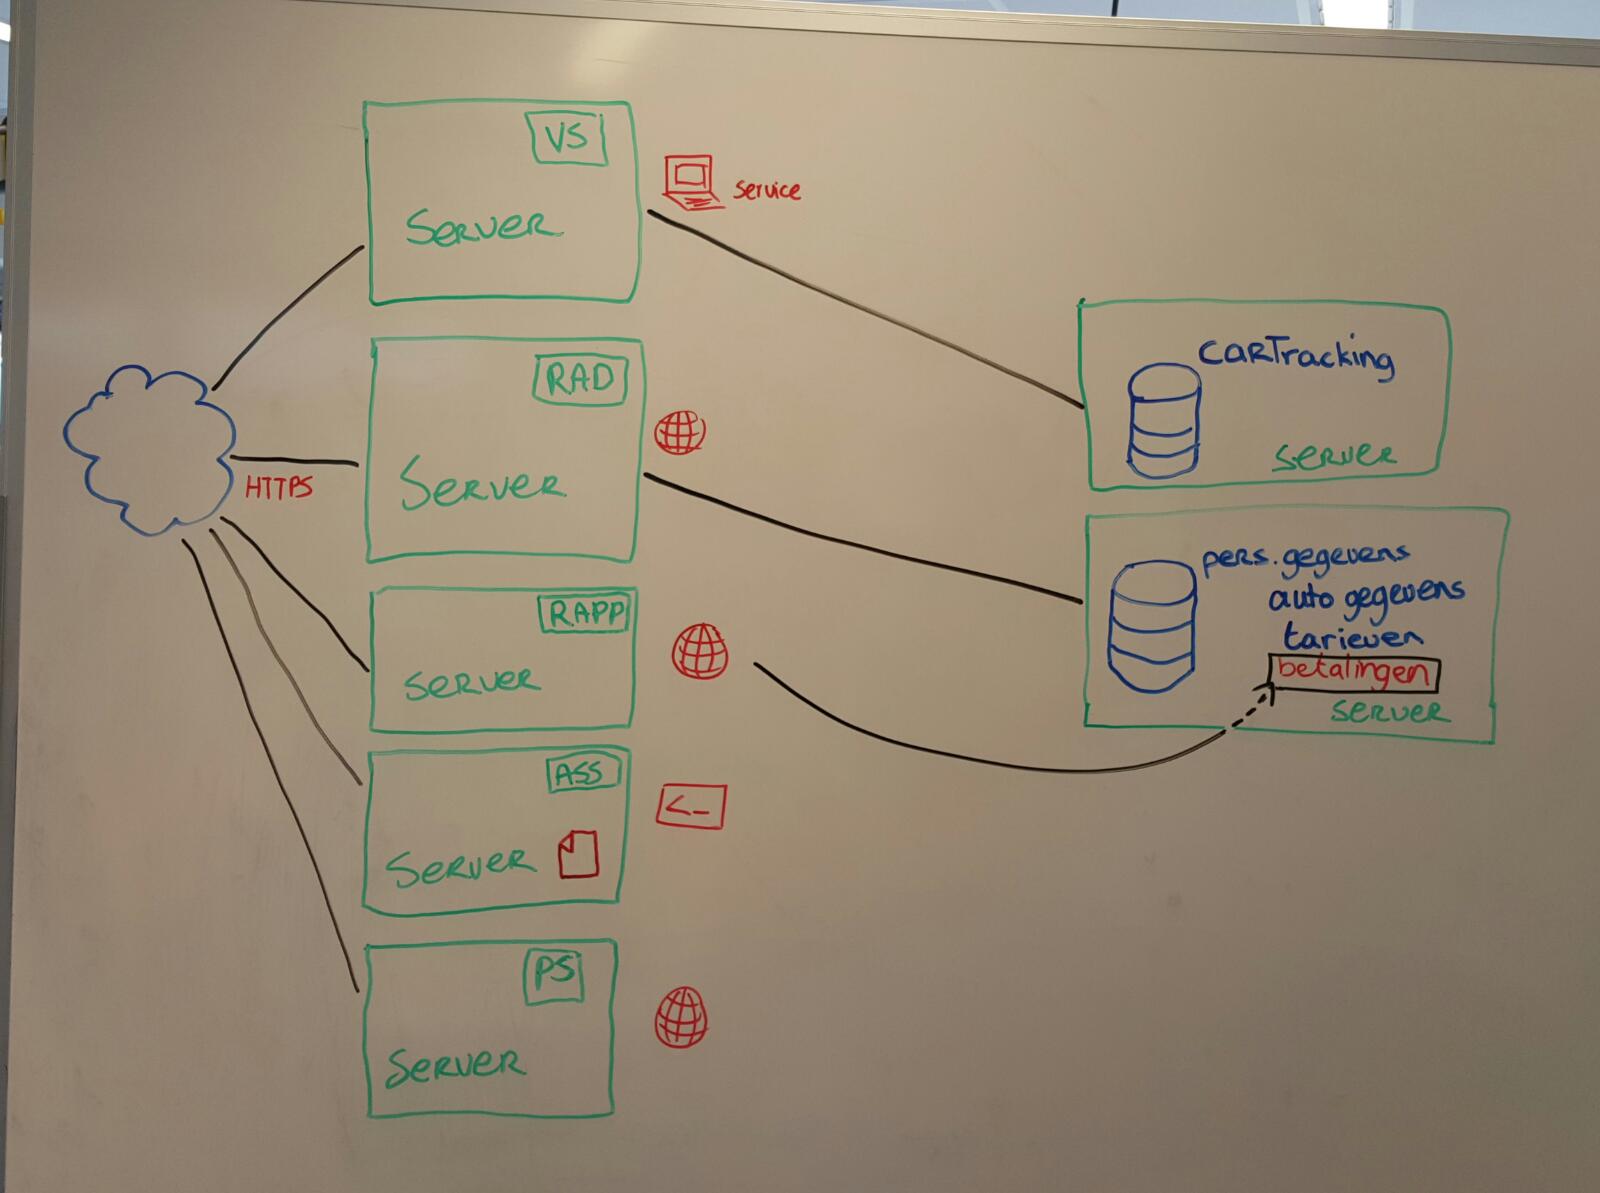 VS
Server
service
RAD
Server
HTTPS
RAPP
Server
ASS
<_
Server
PS
Server
CARTracking
Server
pers. gegevens
auto gegevens
tarieven
betalingen
Server